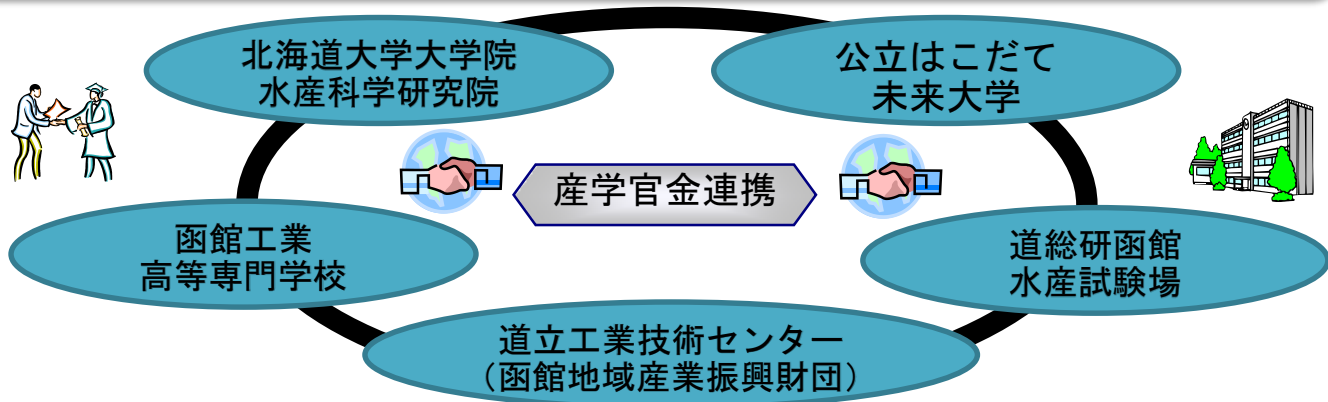 北海道大学大学院
水産科学研究院
公立はこだて
未来大学
産学官金連携
函館工業
高等専門学校
道総研函館
水産試験場
道立工業技術センター
（函館地域産業振興財団）